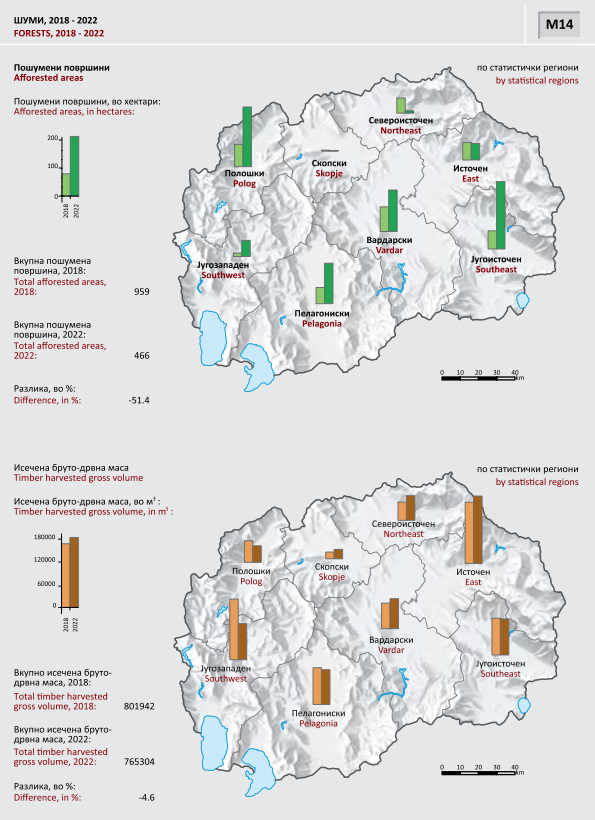 ШУМИ, 2018 - 2022
FORESTS, 2018 - 2022
M14
Пошумени површини
Afforested areas
по статистички региони
by statistical regions
Пошумени површини, во хектари:
Afforested areas, in hectares:
200
100
0
2018
2022
Североисточен
Northeast
Полошки
Polog
Скопски
Skopje
Источен
East
Вардарски
Vardar
Југозападен
Southwest
Југоисточен
Southeast
Пелагониски
Pelagonia
Вкупна пошумена
површина, 2018:
Total afforested areas,
2018: 959
Вкупна пошумена
површина, 2022:
Total afforested areas,
2022: 466
Разлика, во %:
Difference, in %: -51.4
0 10 20 30 40
km
Исечена бруто-дрвна маса
Timber harvested gross volume
по статистички региони
by statistical regions
Исечена бруто-дрвна маса, во м³ :
Timber harvested gross volume, in m³ :
180000
120000
60000
0
2018
2022
Североисточен
Northeast
Полошки
Polog
Скопски
Skopje
Источен
East
Вардарски
Vardar
Југозападен
Southwest
Југоисточен
Southeast
Пелагониски
Pelagonia
Вкупно исечена бруто-
дрвна маса, 2018:
Total timber harvested
gross volume, 2018: 801942
Вкупно исечена бруто-
дрвна маса, 2022:
Total timber harvested
gross volume, 2022: 765304
Разлика, во %:
Difference, in %: -4.6
0 10 20 30 40
km